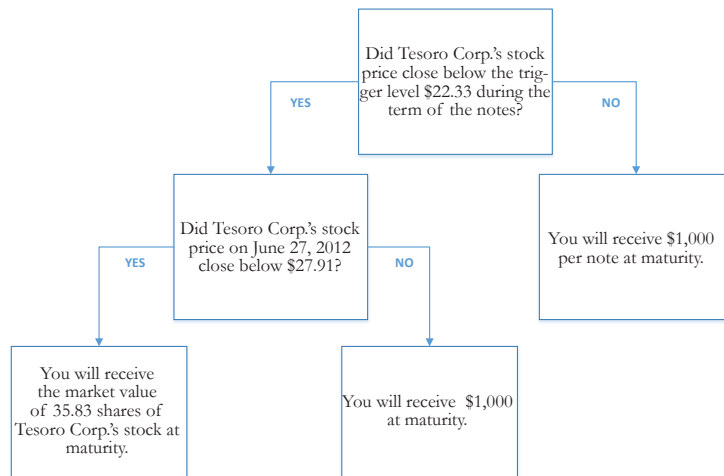 Did Tesoro Corp.'s stock
price close below the trig-
ger level $22.33 during the
term of the notes?
YES
NO
Did Tesoro Corp.'s stock
price on June 27, 2012
close below $27.91?
You will receive $1,000
per note at maturity.
YES
NO
You will receive
the market value
of 35.83 shares of
Tesoro Corp.'s stock at
maturity.
You will receive $1,000
at maturity.